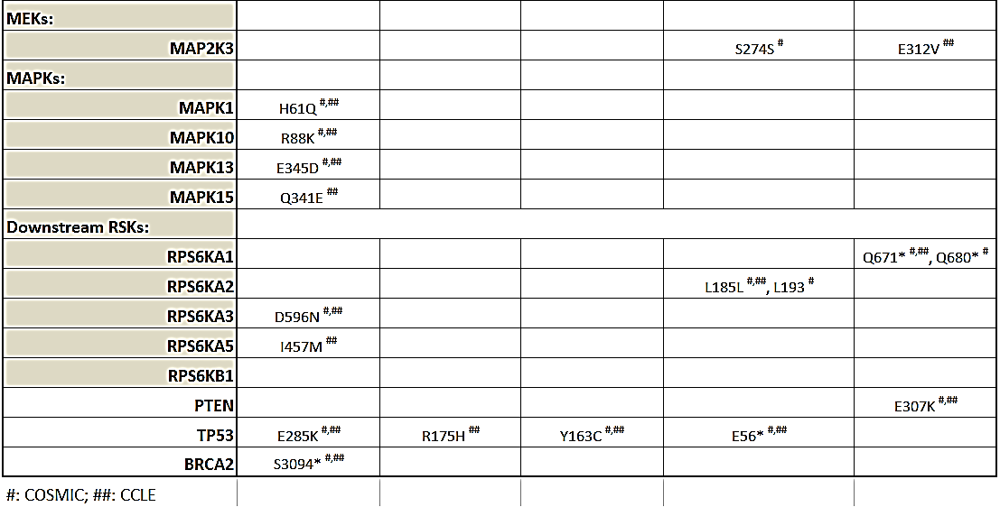 MEKs:
MAP2K3 S274S # E312V ##
MAPKs:
MAPK1 H61Q #,##
MAPK10 R88K #,##
MAPK13 E345D #,##
MAPK15 Q341E ##
Downstream RSKs:
RPS6KA1 Q671* #,##, Q680* #
RPS6KA2 L185L #,##, L193 #
RPS6KA3 D596N #,##
RPS6KA5 I457M ##
RPS6KB1
PTEN E307K #,##
TP53 E285K #,## R175H ## Y163C #,## E56* #,##
BRCA2 S3094* #,##
#: COSMIC; ##: CCLE